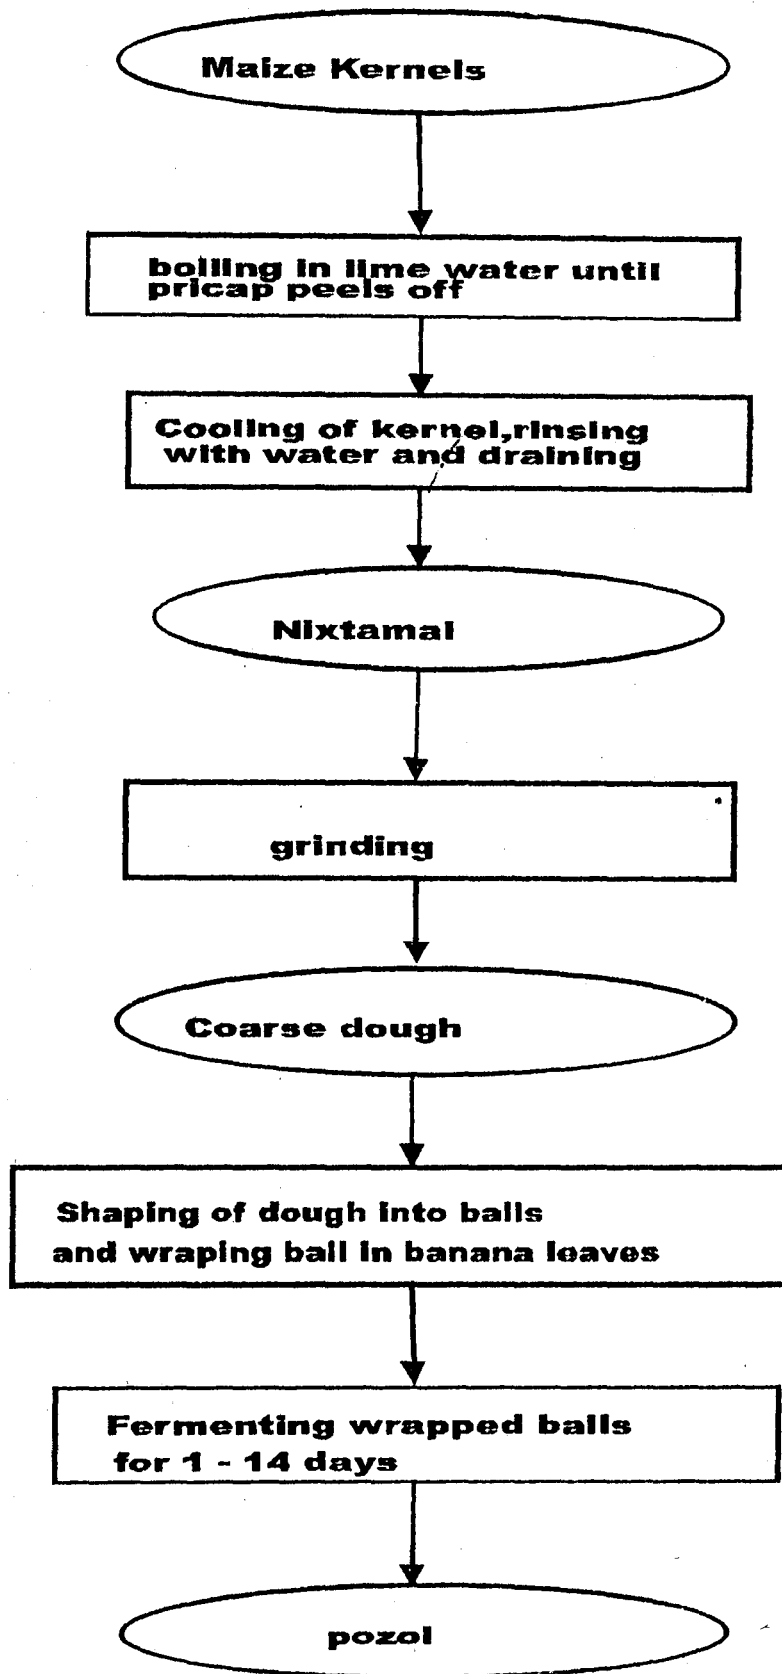 Maize Kernels
boiling in lime water until
pricap peels off
Cooling of kernel,rinsing
with water and draining
Nixtamal
grinding
Coarse dough
Shaping of dough into balls
and wraping ball in banana leaves
Fermenting wrapped balls
for 1 - 14 days
pozol